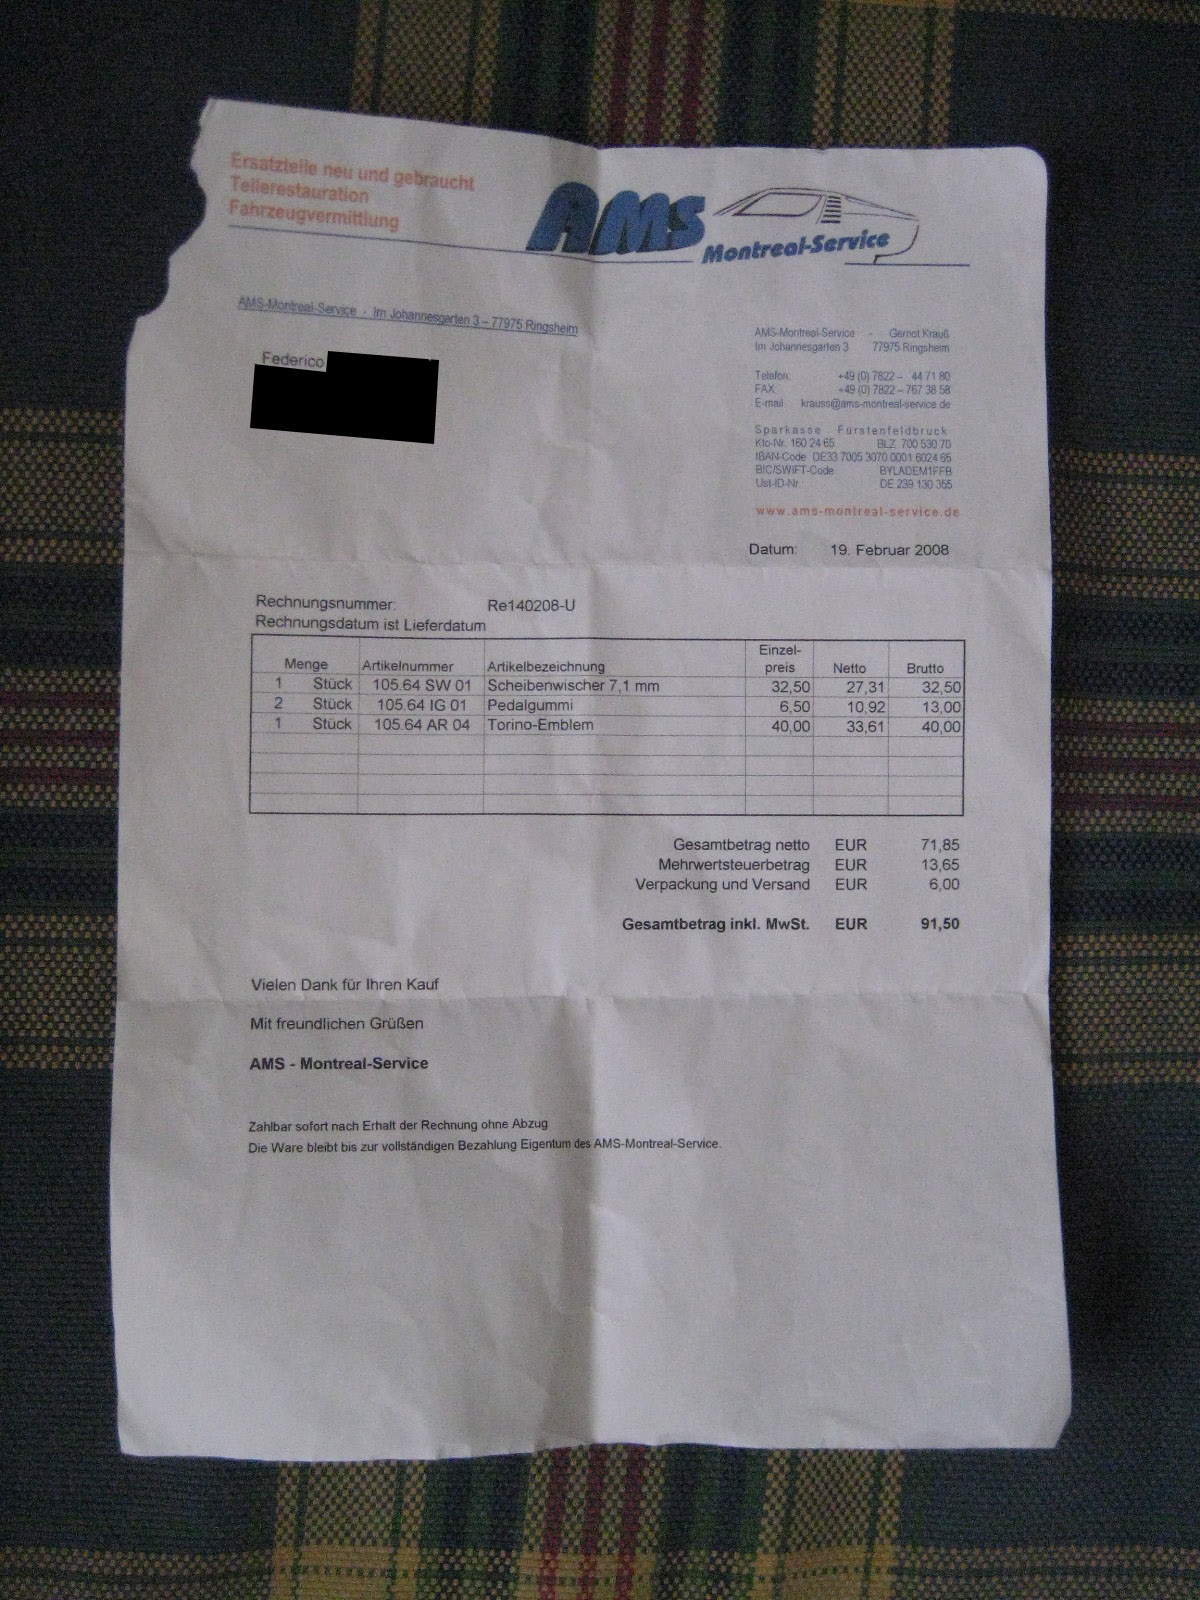 Ersatzteile neu und gebraucht
Teilerestauration
Fahrzeugvermittlung
AMS
Montreal-Service
AMS-Montreal-Service - Im Johannesgarten 3 – 77975 Ringsheim
Federico
AMS-Montreal-Service - Gernot Krauß
Im Johannesgarten 3 77975 Ringsheim
Telefon: +49 (0) 7822 – 44 71 80
FAX +49 (0) 7822 – 767 38 58
E-mail krauss@ams-montreal-service.de
Sparkasse Fürstenfeldbruck
Kto-Nr. 160 24 65 BLZ 700 530 70
IBAN-Code DE33 7005 3070 0001 6024 65
BIC/SWIFT-Code BYLADEM1FFB
Ust-ID-Nr.: DE 239 130 355
www.ams-montreal-service.de
Datum: 19. Februar 2008
Rechnungsnummer: Re140208-U
Rechnungsdatum ist Lieferdatum
Menge Artikelnummer Artikelbezeichnung Einzel-preis Netto Brutto
1 Stück 105.64 SW 01 Scheibenwischer 7,1 mm 32,50 27,31 32,50
2 Stück 105.64 IG 01 Pedalgummi 6,50 10,92 13,00
1 Stück 105.64 AR 04 Torino-Emblem 40,00 33,61 40,00
Gesamtbetrag netto EUR 71,85
Mehrwertsteuerbetrag EUR 13,65
Verpackung und Versand EUR 6,00
Gesamtbetrag inkl. MwSt. EUR 91,50
Vielen Dank für Ihren Kauf
Mit freundlichen Grüßen
AMS - Montreal-Service
Zahlbar sofort nach Erhalt der Rechnung ohne Abzug
Die Ware bleibt bis zur vollständigen Bezahlung Eigentum des AMS-Montreal-Service.